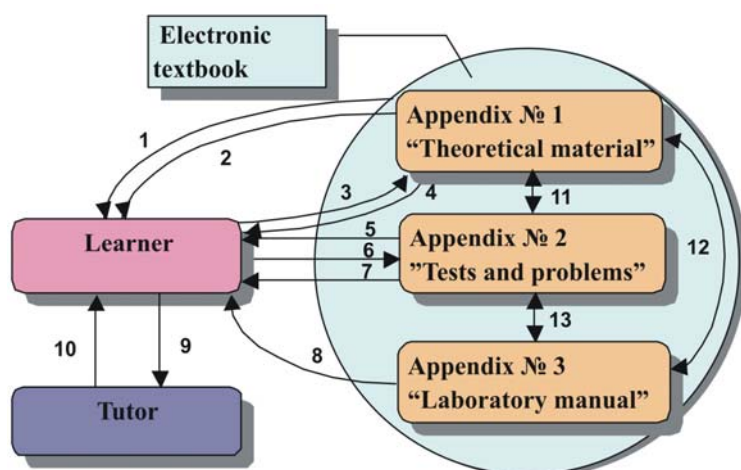 Electronic
textbook
Appendix № 1
“Theoretical material”
1
2
3
4
11
12
Learner
5
6
7
Appendix № 2
”Tests and problems”
13
8
10
9
Appendix № 3
“Laboratory manual”
Tutor